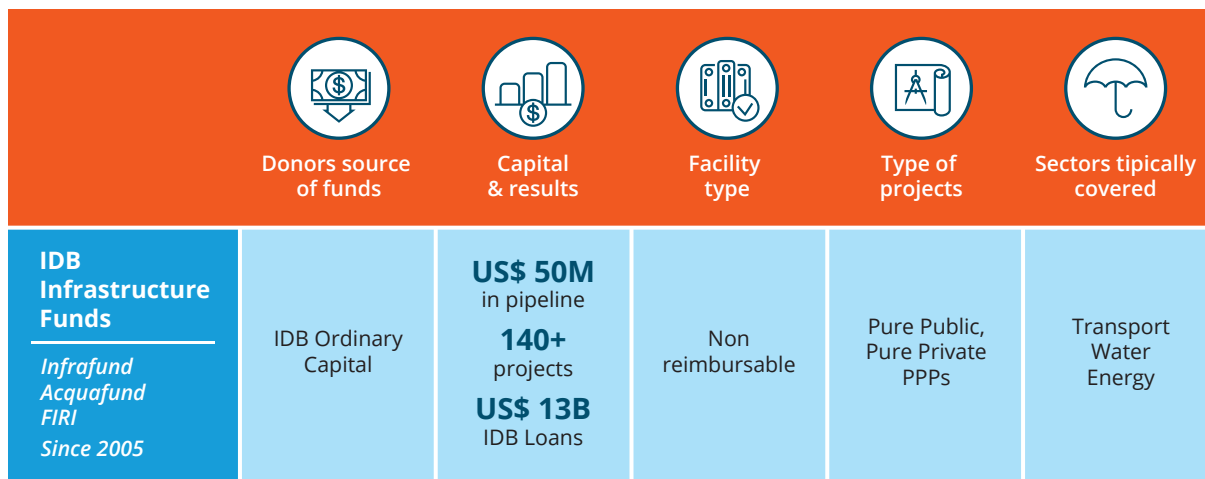 $
$
Donors source
of funds
Capital
& results
Facility
type
Type of
projects
Sectors tipically
covered
IDB
Infrastructure
Funds
Infrafund
Acquafund
FIRI
Since 2005
IDB Ordinary
Capital
US$ 50M
in pipeline
140+
projects
US$ 13B
IDB Loans
Non
reimbursable
Pure Public,
Pure Private
PPPs
Transport
Water
Energy